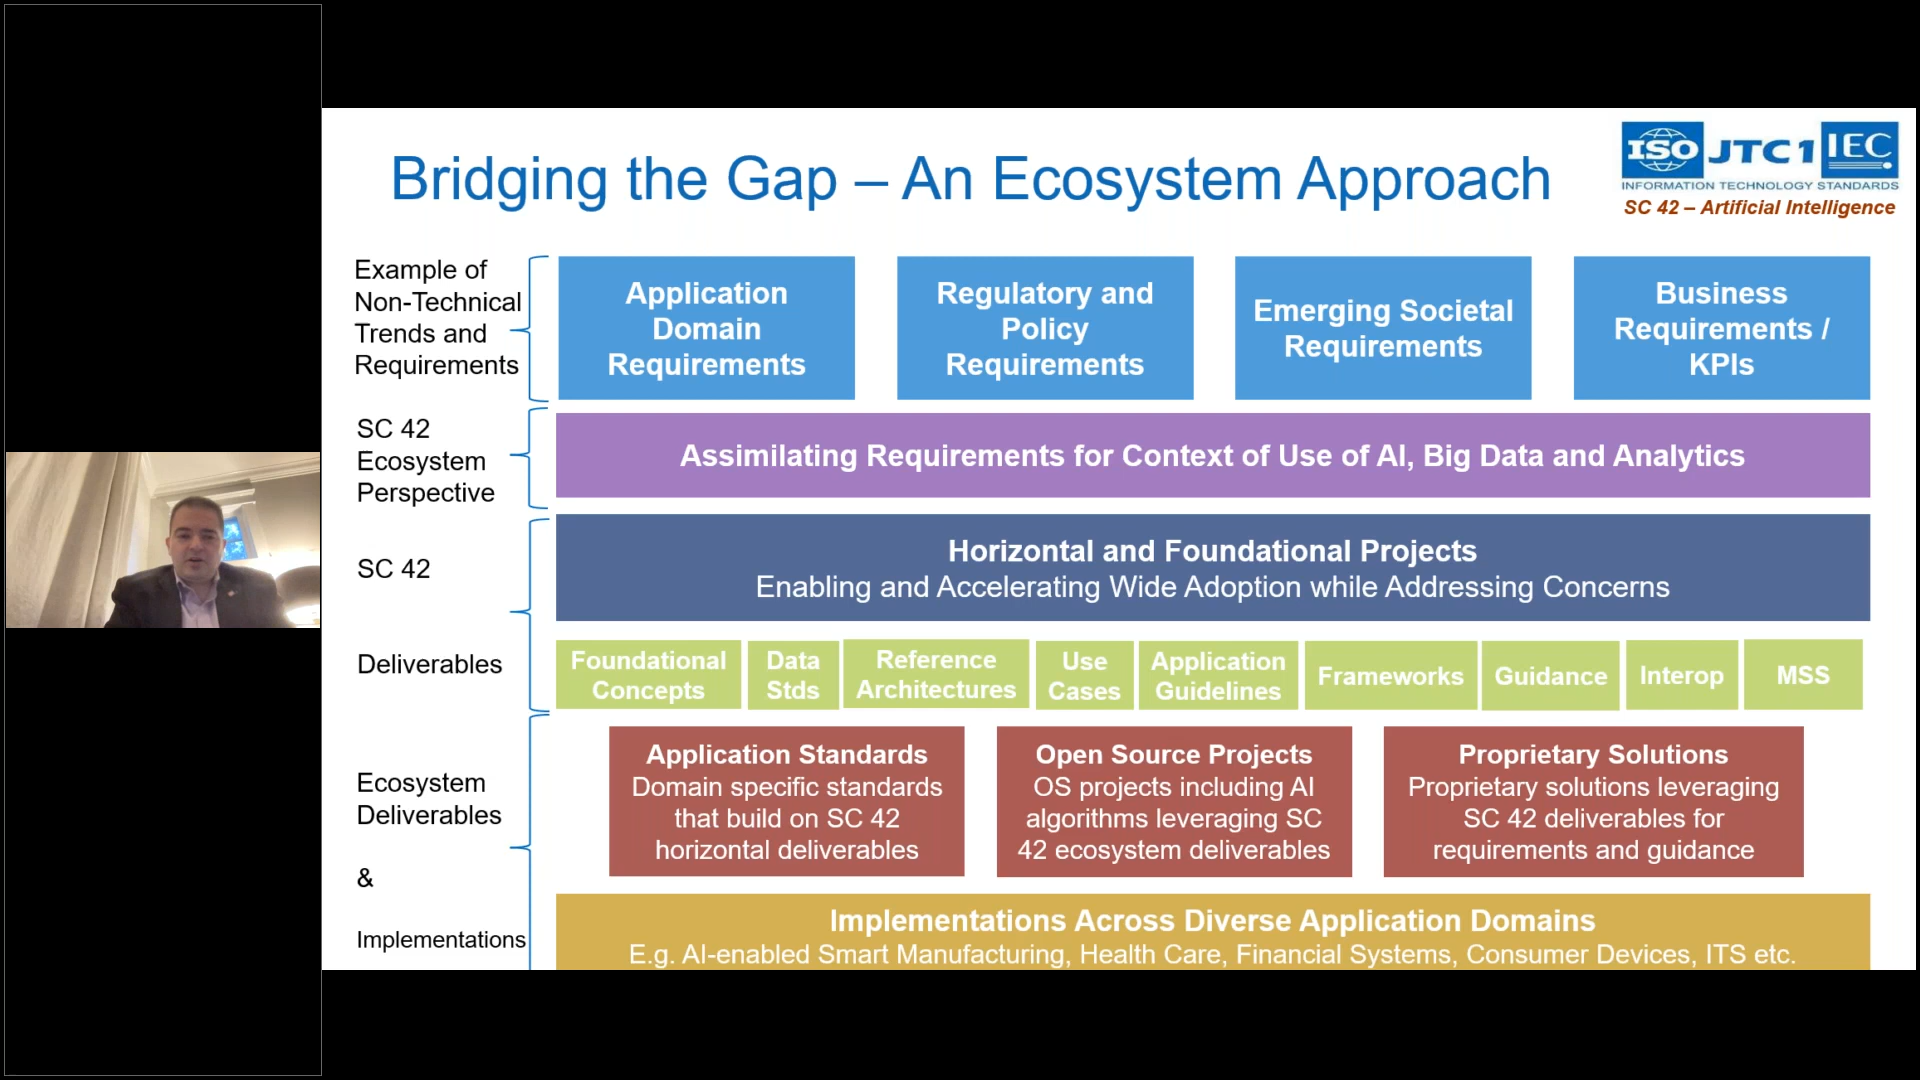 Bridging the Gap – An Ecosystem Approach
ISO JTC 1 IEC
INFORMATION TECHNOLOGY STANDARDS
SC 42 – Artificial Intelligence
Example of
Non-Technical
Trends and
Requirements
Application
Domain
Requirements
Regulatory and
Policy
Requirements
Emerging Societal
Requirements
Business
Requirements /
KPIs
SC 42
Ecosystem
Perspective
Assimilating Requirements for Context of Use of AI, Big Data and Analytics
SC 42
Horizontal and Foundational Projects
Enabling and Accelerating Wide Adoption while Addressing Concerns
Deliverables
Foundational
Concepts
Data
Stds
Reference
Architectures
Use
Cases
Application
Guidelines
Frameworks
Guidance
Interop
MSS
Ecosystem
Deliverables
&
Implementations
Application Standards
Domain specific standards
that build on SC 42
horizontal deliverables
Open Source Projects
OS projects including AI
algorithms leveraging SC
42 ecosystem deliverables
Proprietary Solutions
Proprietary solutions leveraging
SC 42 deliverables for
requirements and guidance
Implementations Across Diverse Application Domains
E.g. AI-enabled Smart Manufacturing, Health Care, Financial Systems, Consumer Devices, ITS etc.